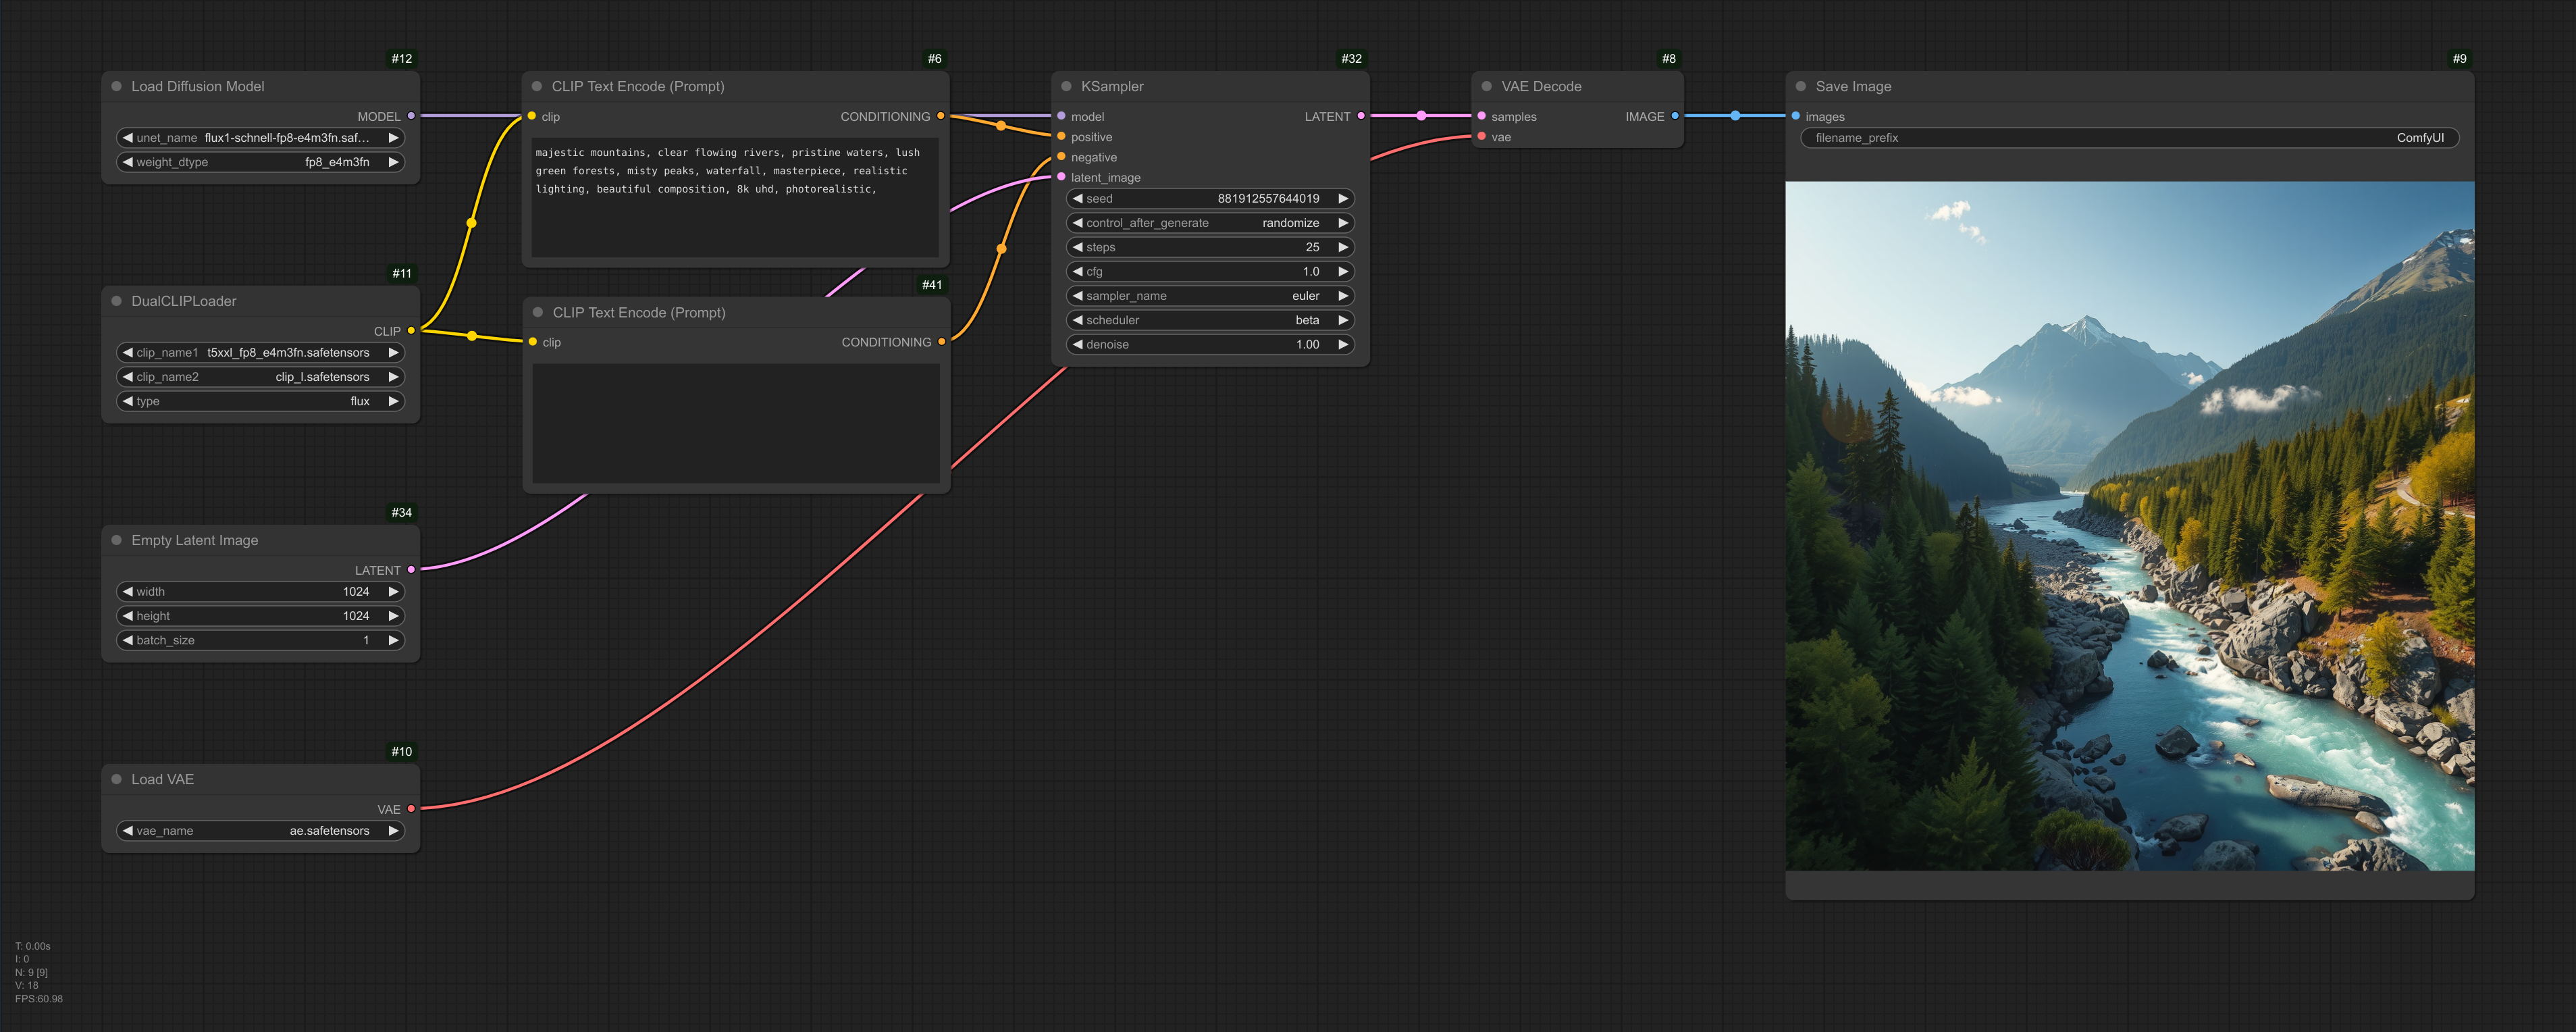 #12
Load Diffusion Model
MODEL
unet_name flux1-schnell-fp8-e4m3fn.saf...
weight_dtype fp8_e4m3fn
#11
DualCLIPLoader
CLIP
clip_name1 t5xxl_fp8_e4m3fn.safetensors
clip_name2 clip_l.safetensors
type flux
#34
Empty Latent Image
LATENT
width 1024
height 1024
batch_size 1
#10
Load VAE
VAE
vae_name ae.safetensors
#6
CLIP Text Encode (Prompt)
clip CONDITIONING
majestic mountains, clear flowing rivers, pristine waters, lush
green forests, misty peaks, waterfall, masterpiece, realistic
lighting, beautiful composition, 8k uhd, photorealistic,
#41
CLIP Text Encode (Prompt)
clip CONDITIONING
#32
KSampler
model LATENT
positive
negative
latent_image
seed 881912557644019
control_after_generate randomize
steps 25
cfg 1.0
sampler_name euler
scheduler beta
denoise 1.00
#8
VAE Decode
samples IMAGE
vae
#9
Save Image
images
filename_prefix ComfyUI
T: 0.00s
I: 0
N: 9 [9]
V: 18
FPS:60.98